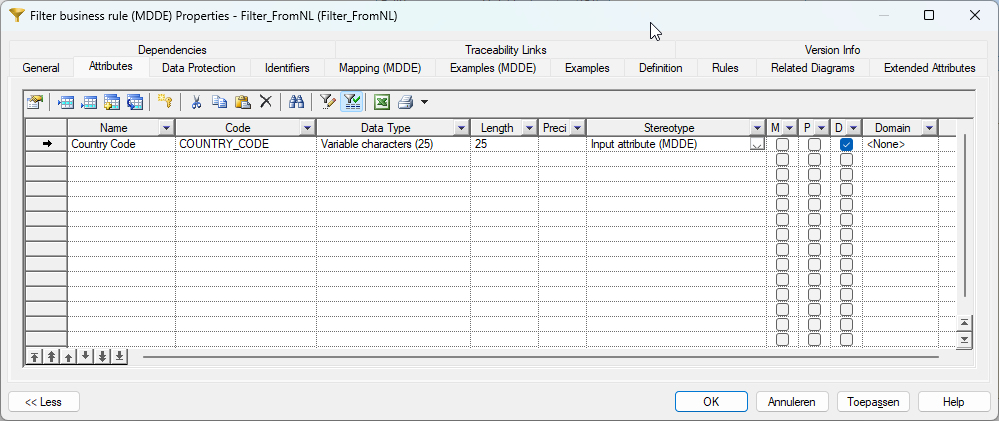 Filter business rule (MDDE) Properties - Filter_FromNL (Filter_FromNL)
Dependencies Traceability Links Version Info
General Attributes Data Protection Identifiers Mapping (MDDE) Examples (MDDE) Examples Definition Rules Related Diagrams Extended Attributes
Name Code Data Type Length Preci Stereotype M P D Domain
Country Code COUNTRY_CODE Variable characters (25) 25 Input attribute (MDDE) <None>
<< Less OK Annuleren Toepassen Help